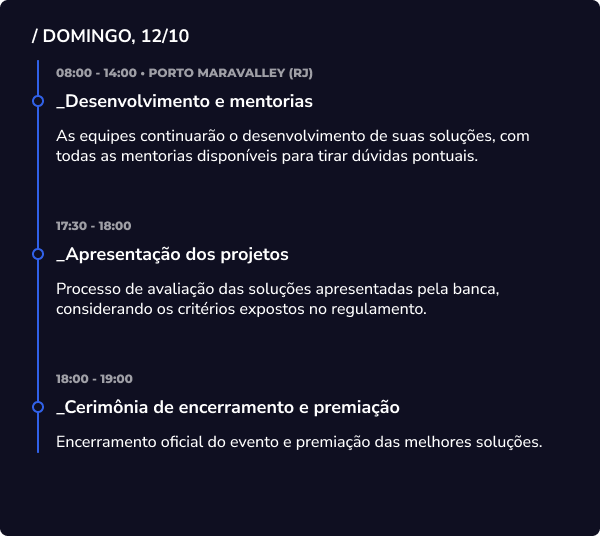 / DOMINGO, 12/10
08:00 - 14:00 • PORTO MARAVALLEY (RJ)
_Desenvolvimento e mentorias
As equipes continuarão o desenvolvimento de suas soluções, com
todas as mentorias disponíveis para tirar dúvidas pontuais.
17:30 - 18:00
_Apresentação dos projetos
Processo de avaliação das soluções apresentadas pela banca,
considerando os critérios expostos no regulamento.
18:00 - 19:00
_Cerimônia de encerramento e premiação
Encerramento oficial do evento e premiação das melhores soluções.